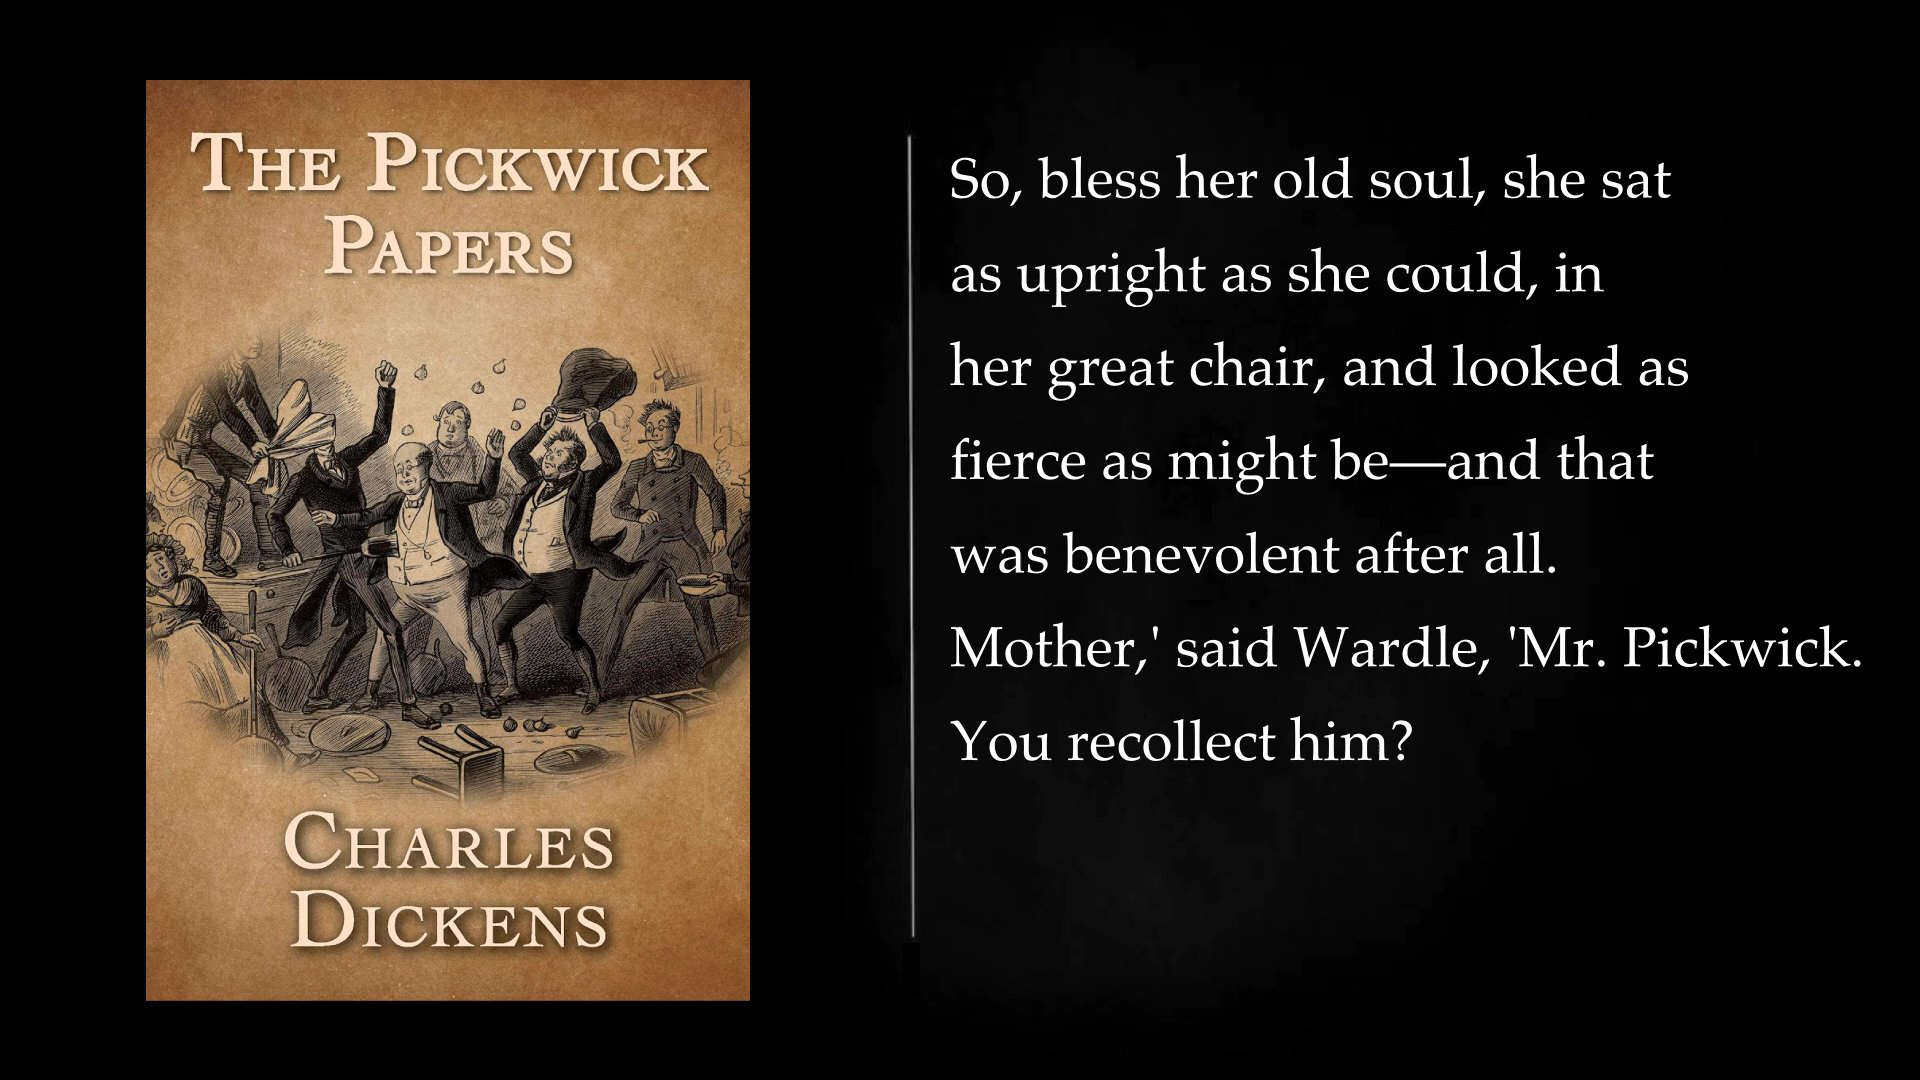 THE PICKWICK
PAPERS
CHARLES
DICKENS
So, bless her old soul, she sat
as upright as she could, in
her great chair, and looked as
fierce as might be—and that
was benevolent after all.
Mother,' said Wardle, 'Mr. Pickwick.
You recollect him?